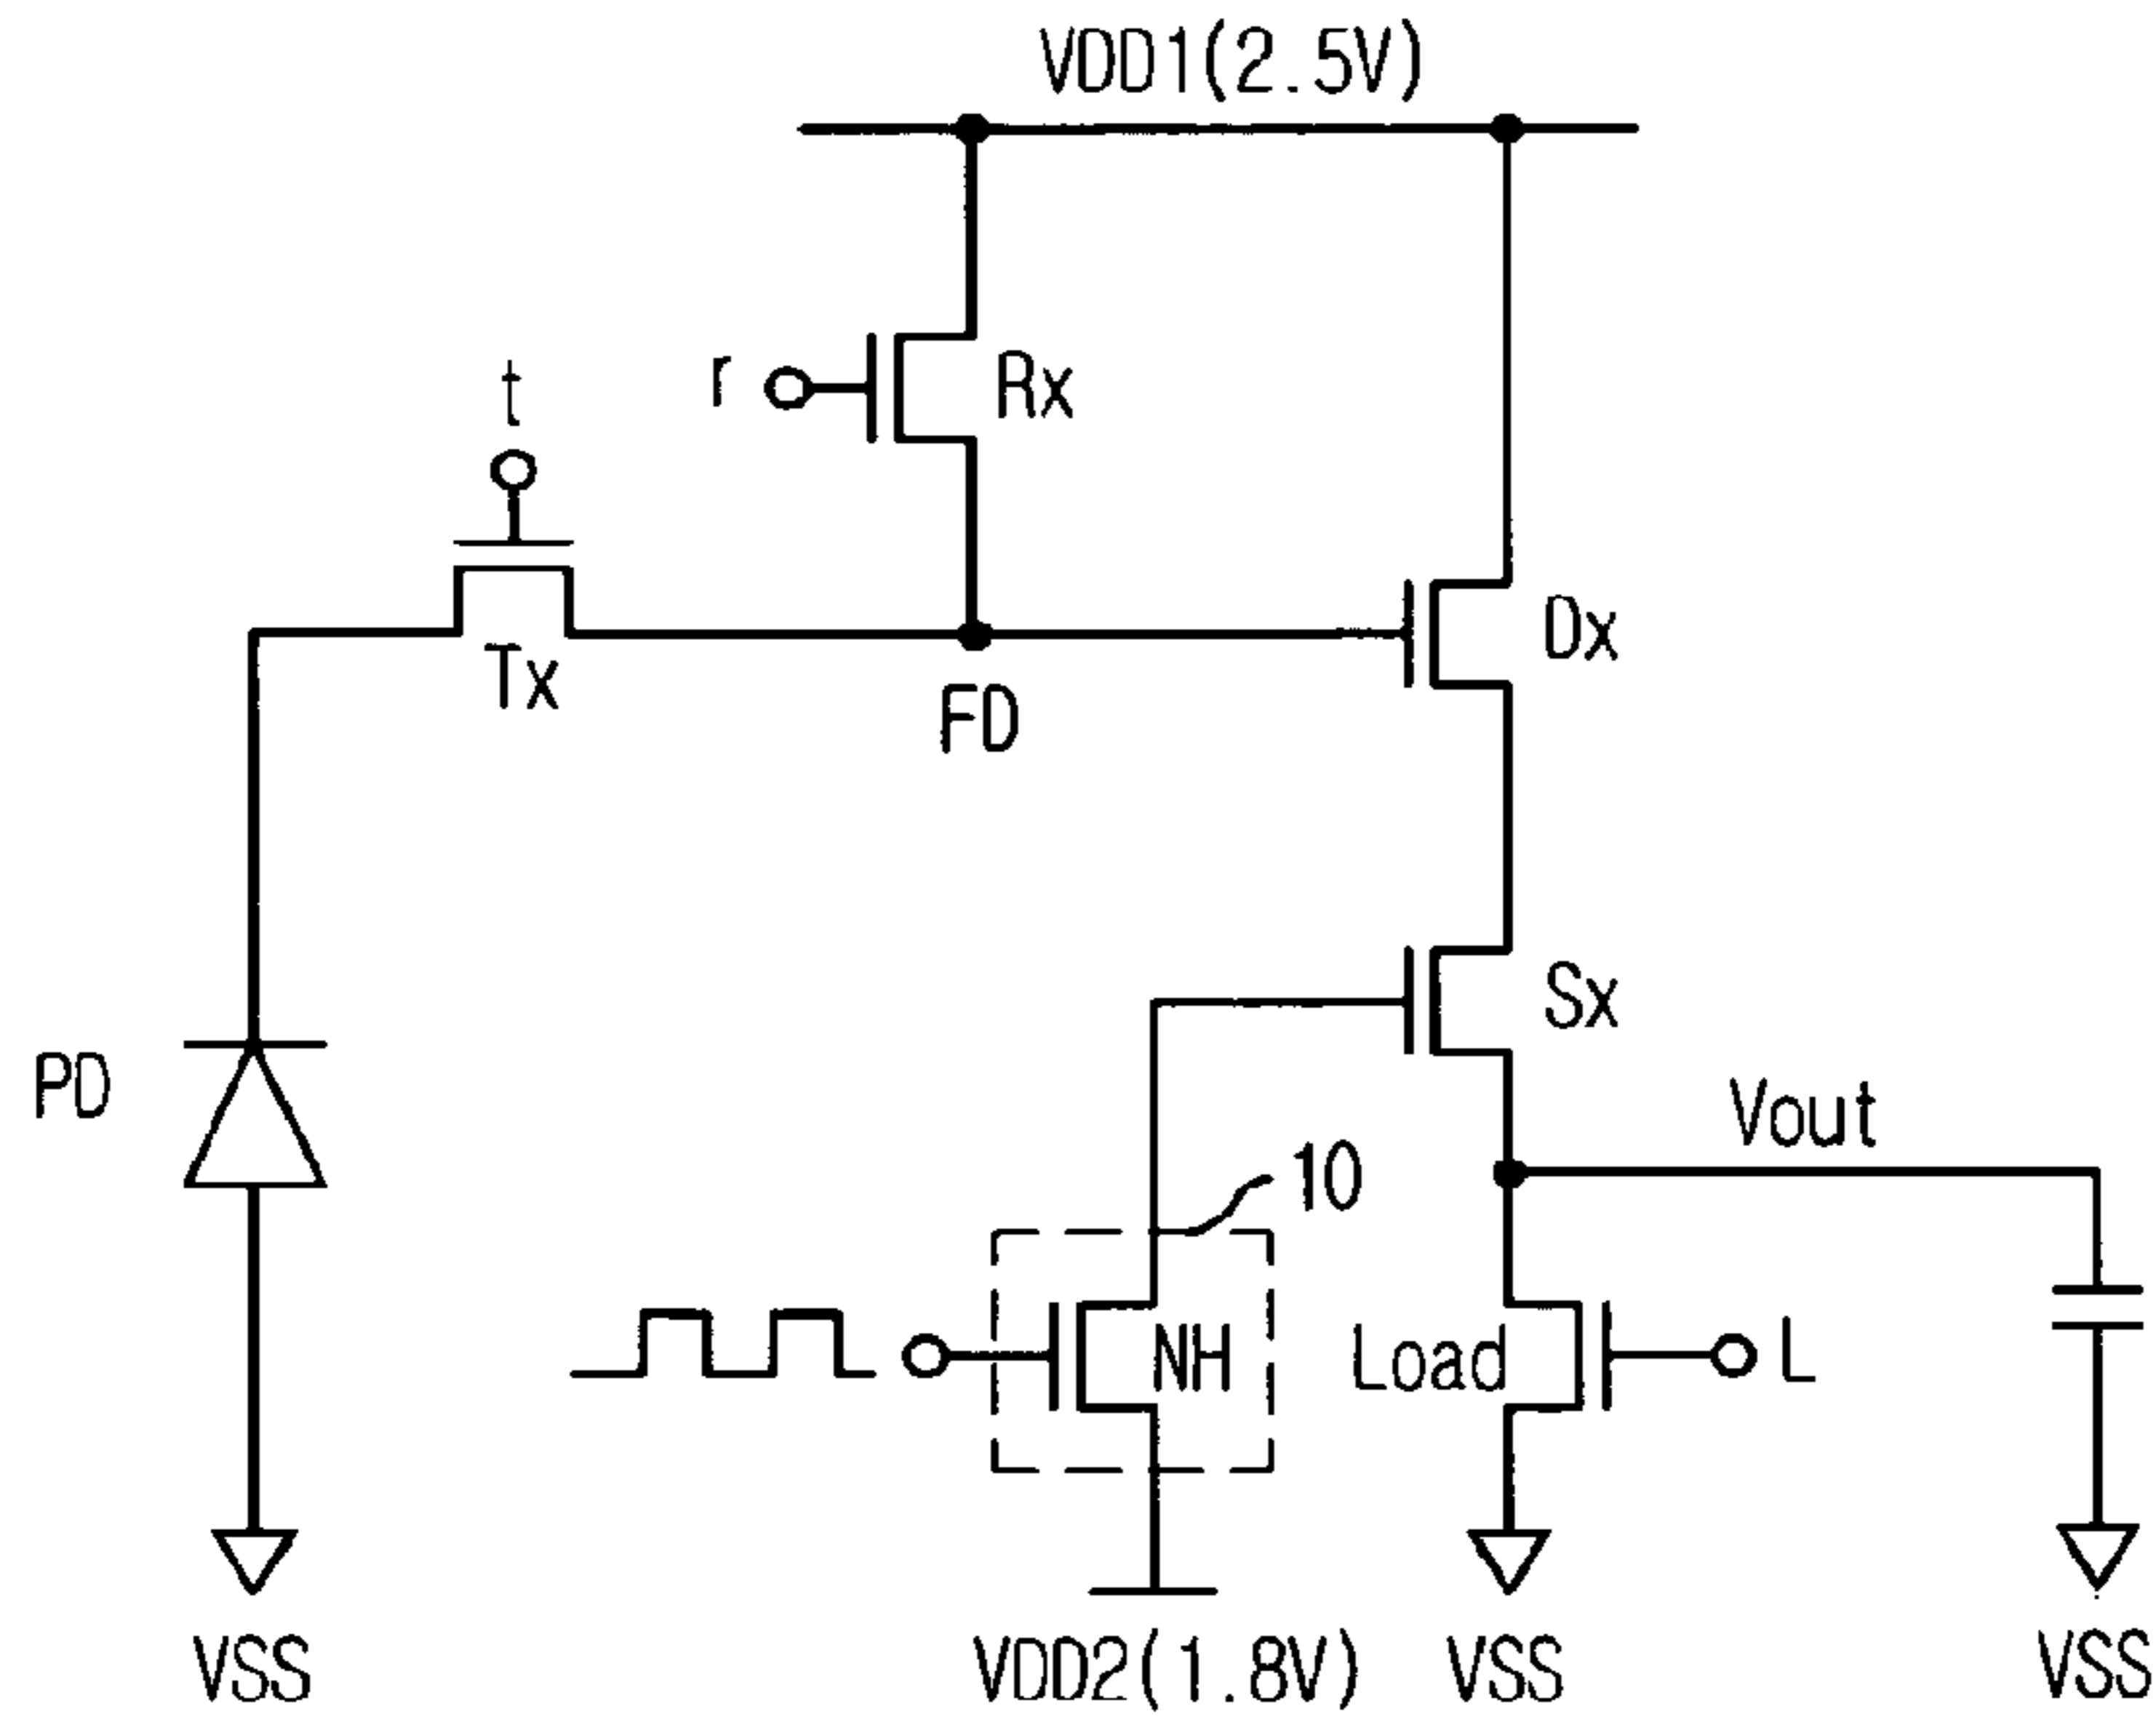 VDD1(2.5V)
r
Rx
t
Dx
Tx
FD
Sx
PD
Vout
10
NH
Load
L
VSS
VDD2(1.8V)
VSS
VSS